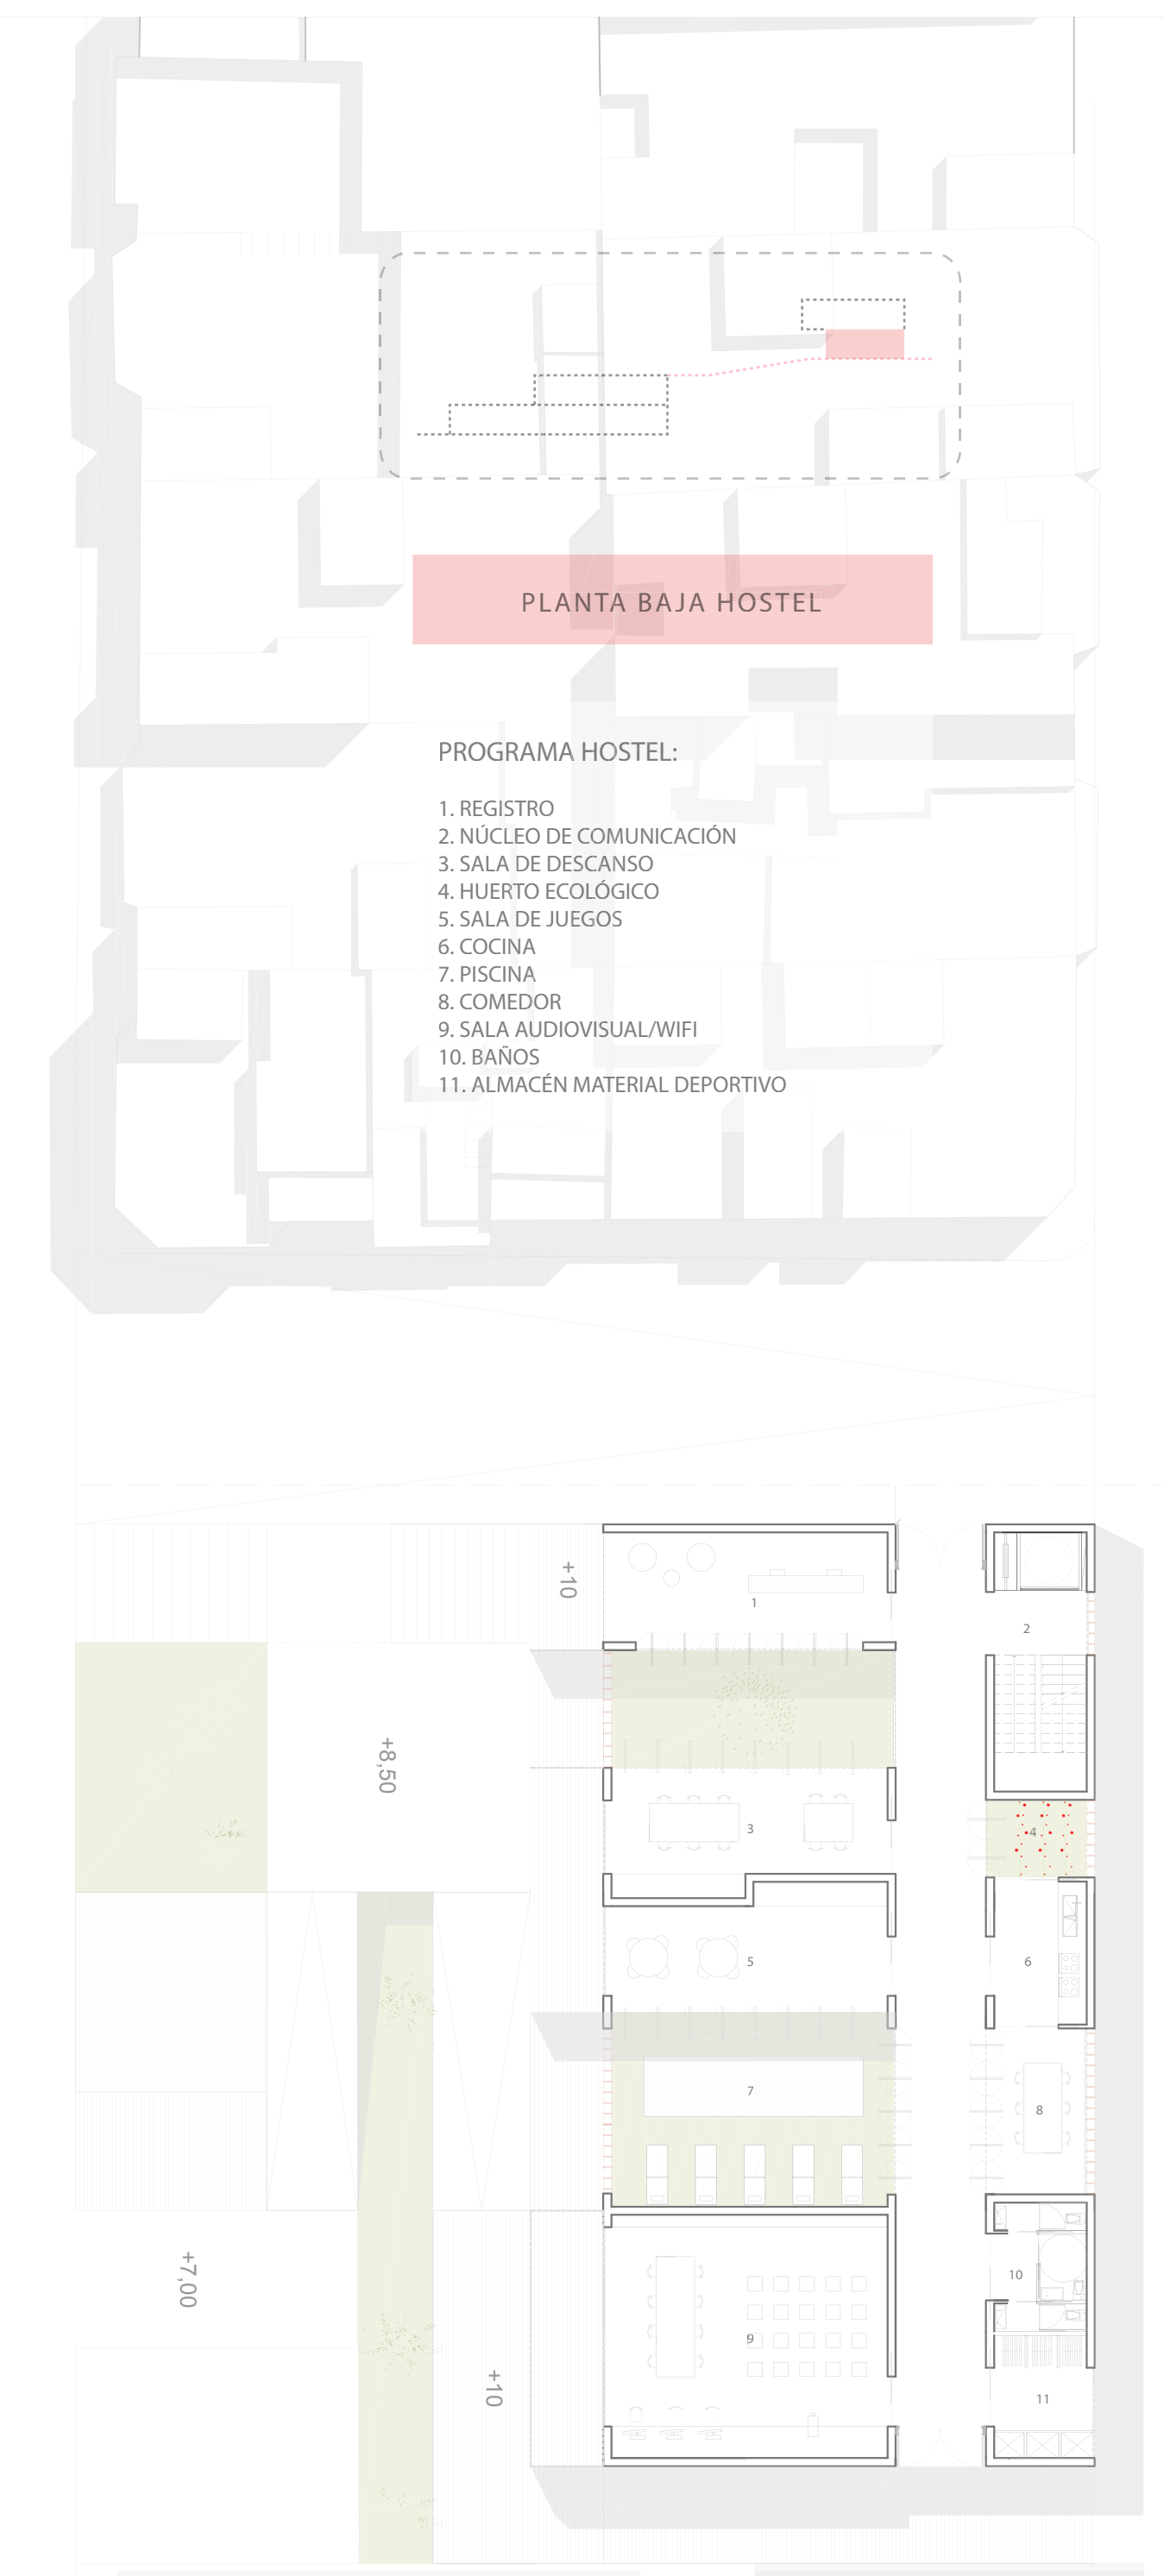 PLANTA BAJA HOSTEL
PROGRAMA HOSTEL:
1. REGISTRO
2. NÚCLEO DE COMUNICACIÓN
3. SALA DE DESCANSO
4. HUERTO ECOLÓGICO
5. SALA DE JUEGOS
6. COCINA
7. PISCINA
8. COMEDOR
9. SALA AUDIOVISUAL/WIFI
10. BAÑOS
11. ALMACÉN MATERIAL DEPORTIVO
+10
1
2
+8,50
3
4
5
6
7
8
+7,00
10
9
+10
11